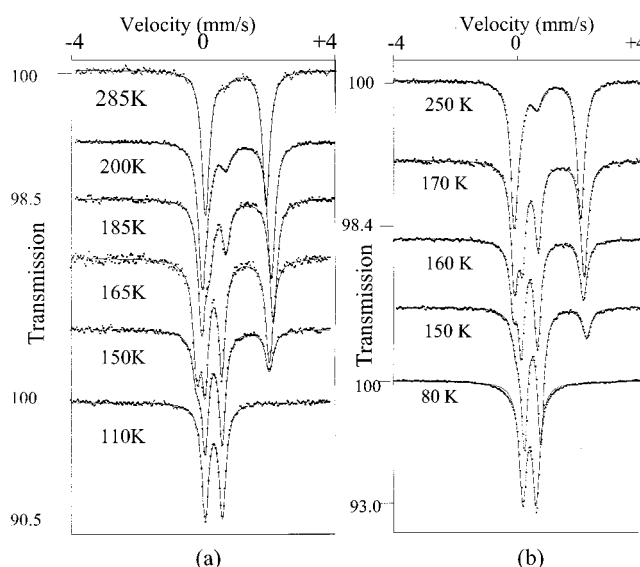 Velocity (mm/s)
-4 0 +4
100
285K
200K
98.5
185K
165K
150K
100
110K
90.5
Transmission
(a)
Velocity (mm/s)
-4 0 +4
100
250 K
170 K
98.4
160 K
150 K
100
80 K
93.0
Transmission
(b)